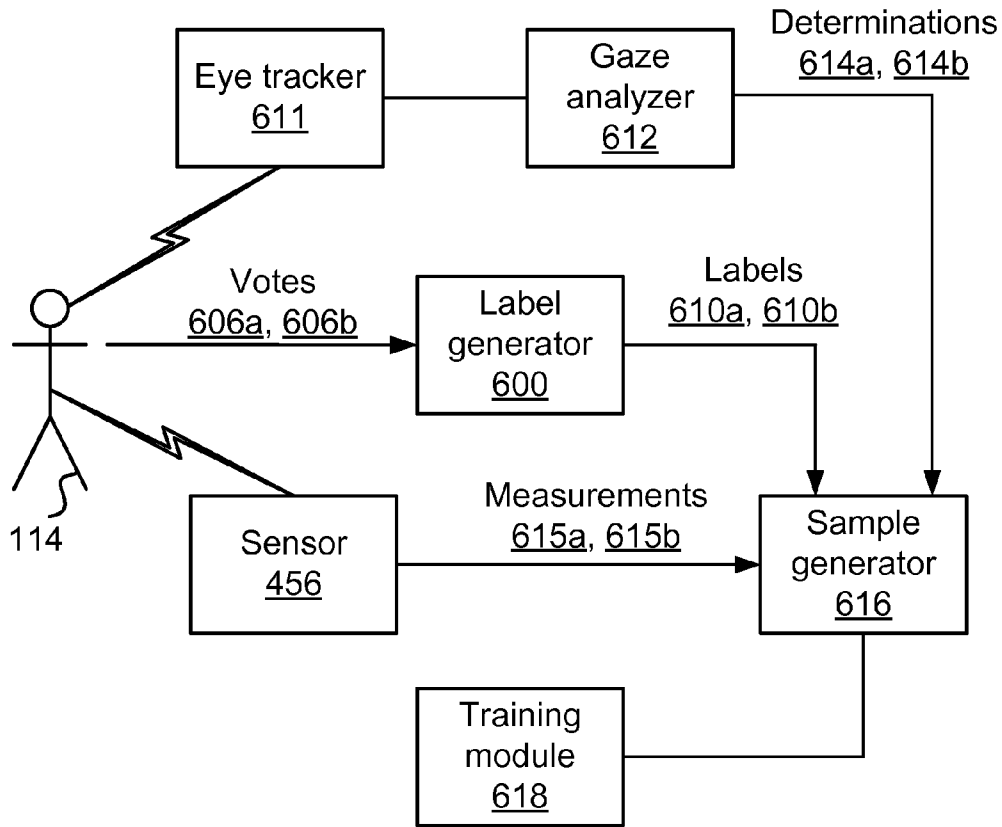 Eye tracker
611
Gaze
analyzer
612
Determinations
614a, 614b
Votes
606a, 606b
Label
generator
600
Labels
610a, 610b
114
Sensor
456
Measurements
615a, 615b
Sample
generator
616
Training
module
618